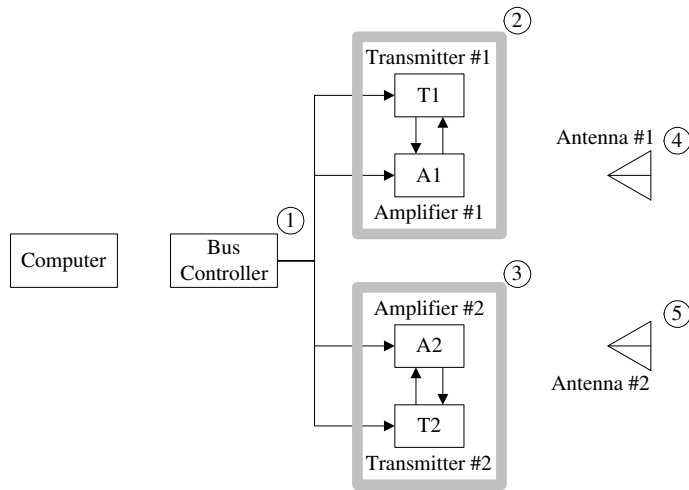 ②
Transmitter #1
T1
Antenna #1
④
A1
Amplifier #1
①
Computer
Bus
Controller
③
Amplifier #2
A2
⑤
T2
Antenna #2
Transmitter #2